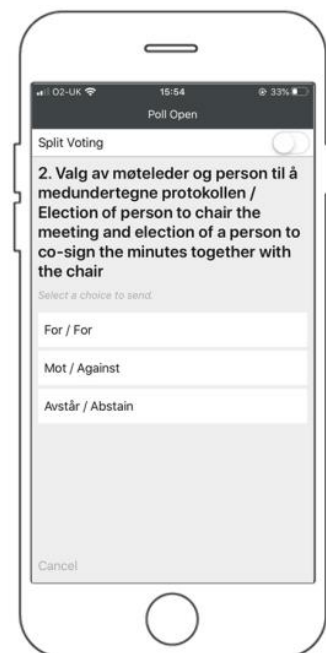 O2-UK 15:54 33%
Poll Open
Split Voting
2. Valg av møteleder og person til å
medundertegne protokollen /
Election of person to chair the
meeting and election of a person to
co-sign the minutes together with
the chair
Select a choice to send.
For / For
Mot / Against
Avstår / Abstain
Cancel